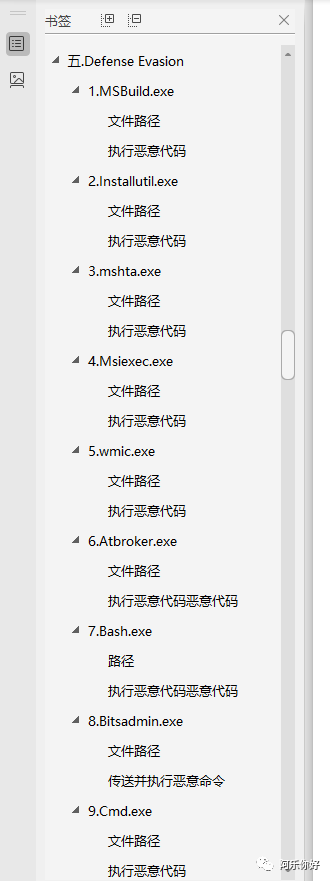 书签
五.Defense Evasion
1.MSBuild.exe
文件路径
执行恶意代码
2.Installutil.exe
文件路径
执行恶意代码
3.mshta.exe
文件路径
执行恶意代码
4.Msiexec.exe
文件路径
执行恶意代码
5.wmic.exe
文件路径
执行恶意代码
6.Atbroker.exe
文件路径
执行恶意代码恶意代码
7.Bash.exe
路径
执行恶意代码恶意代码
8.Bitsadmin.exe
文件路径
传送并执行恶意命令
9.Cmd.exe
文件路径
执行恶意代码
阿乐你好